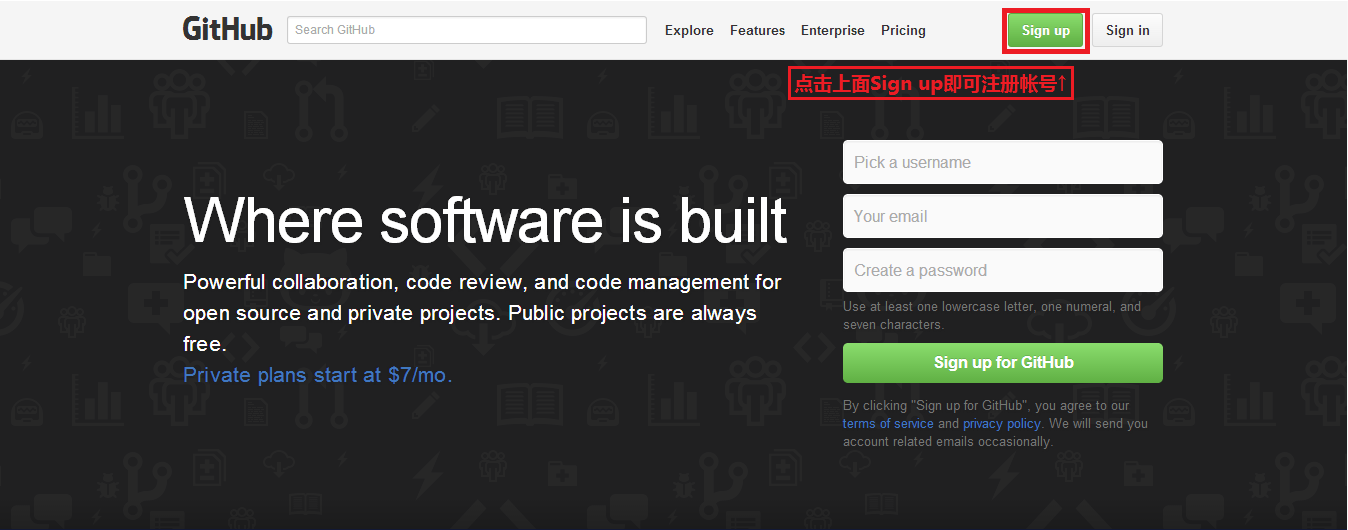 GitHub
Search GitHub
Explore
Features
Enterprise
Pricing
Sign up
Sign in
点击上面Sign up即可注册帐号↑
Where software is built
Powerful collaboration, code review, and code management for
open source and private projects. Public projects are always
free.
Private plans start at $7/mo.
Pick a username
Your email
Create a password
Use at least one lowercase letter, one numeral, and
seven characters.
Sign up for GitHub
By clicking "Sign up for GitHub", you agree to our
terms of service and privacy policy. We will send you
account related emails occasionally.